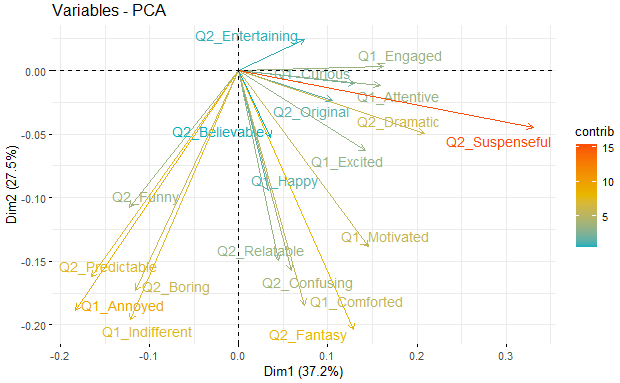 Variables - PCA
Q2_Entertaining
Q1_Engaged
Q1_Curious
Q1_Attentive
Q2_Original
Q2_Dramatic
Q2_Believable
Q2_Suspenseful
Q1_Excited
Q1_Happy
Q2_Funny
Q1_Motivated
Q2_Relatable
Q2_Predictable
Q2_Confusing
Q2_Boring
Q1_Annoyed
Q1_Comforted
Q1_Indifferent
Q2_Fantasy
0.00
-0.05
-0.10
-0.15
-0.20
Dim2 (27.5%)
-0.2
-0.1
0.0
0.1
0.2
0.3
Dim1 (37.2%)
contrib
15
10
5